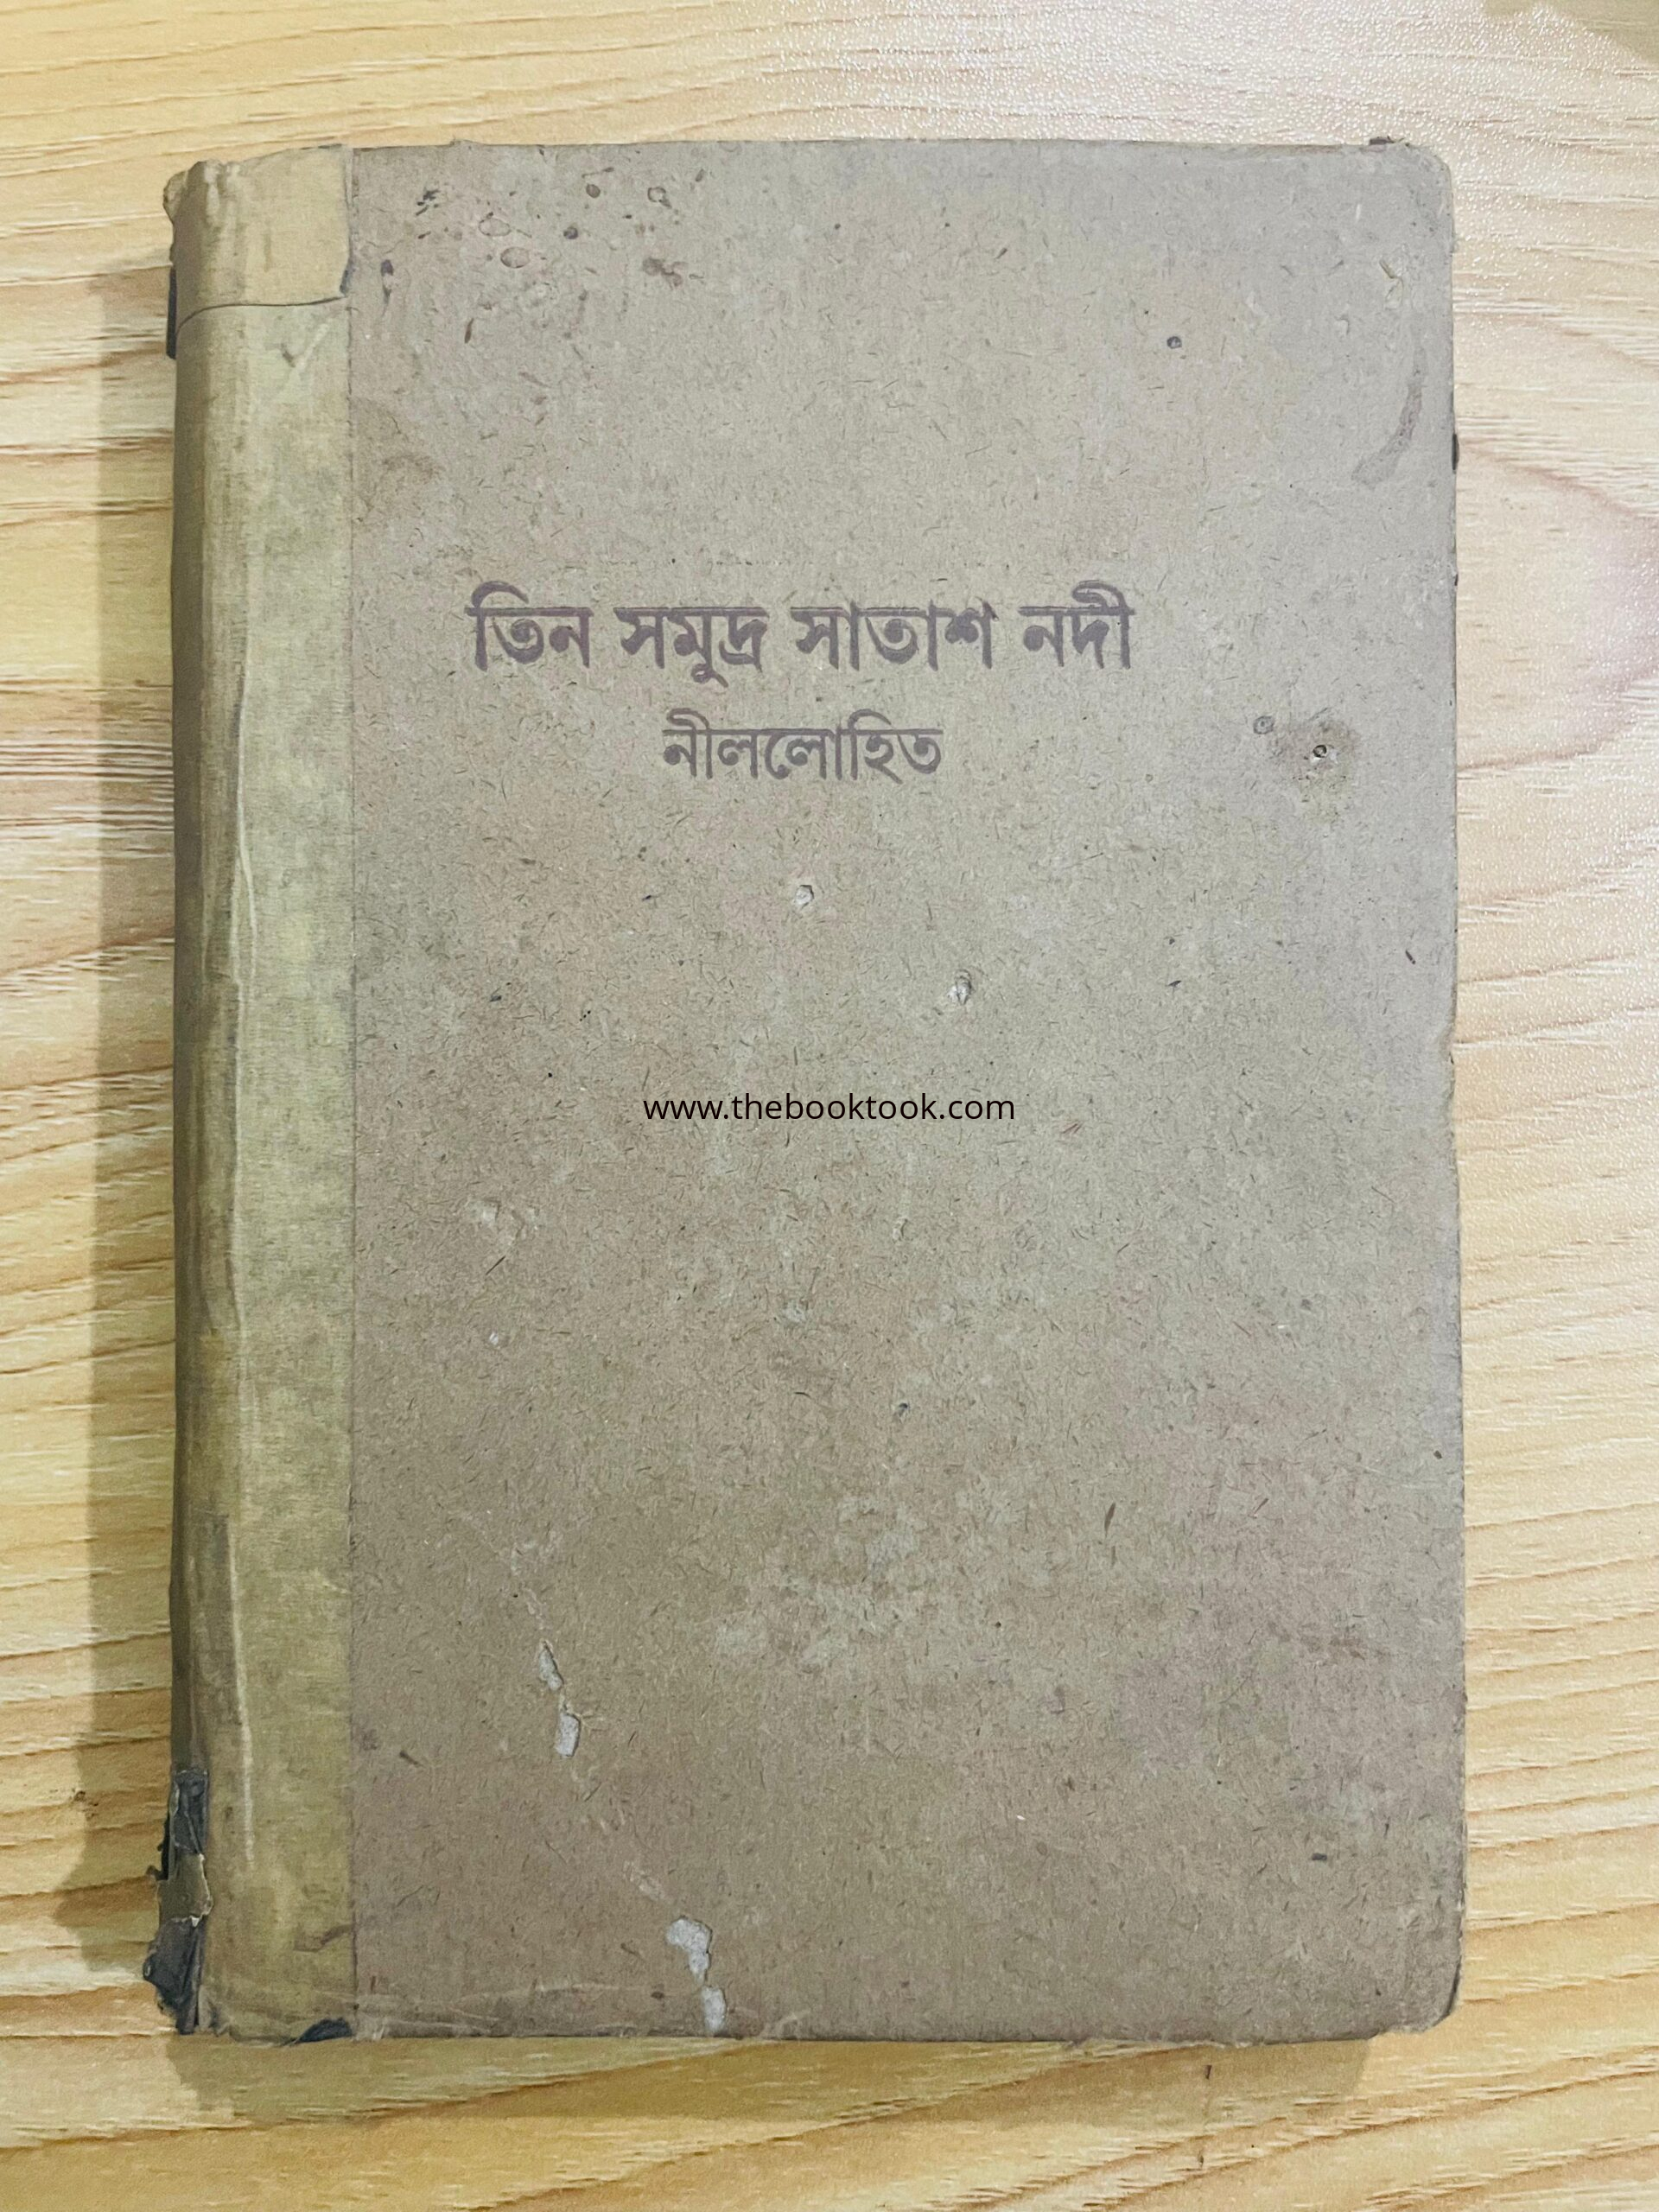 তিন সমুদ্র সাতাশ নদী
নীললোহিত
www.thebooktook.com